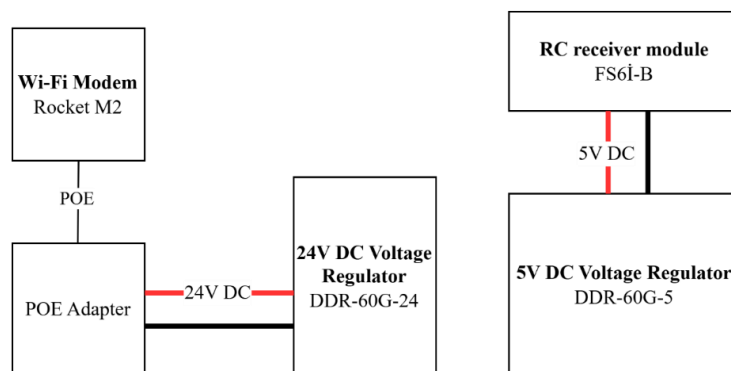 Wi-Fi Modem
Rocket M2
POE
POE Adapter
24V DC
24V DC Voltage
Regulator
DDR-60G-24
RC receiver module
FS6İ-B
5V DC
5V DC Voltage Regulator
DDR-60G-5